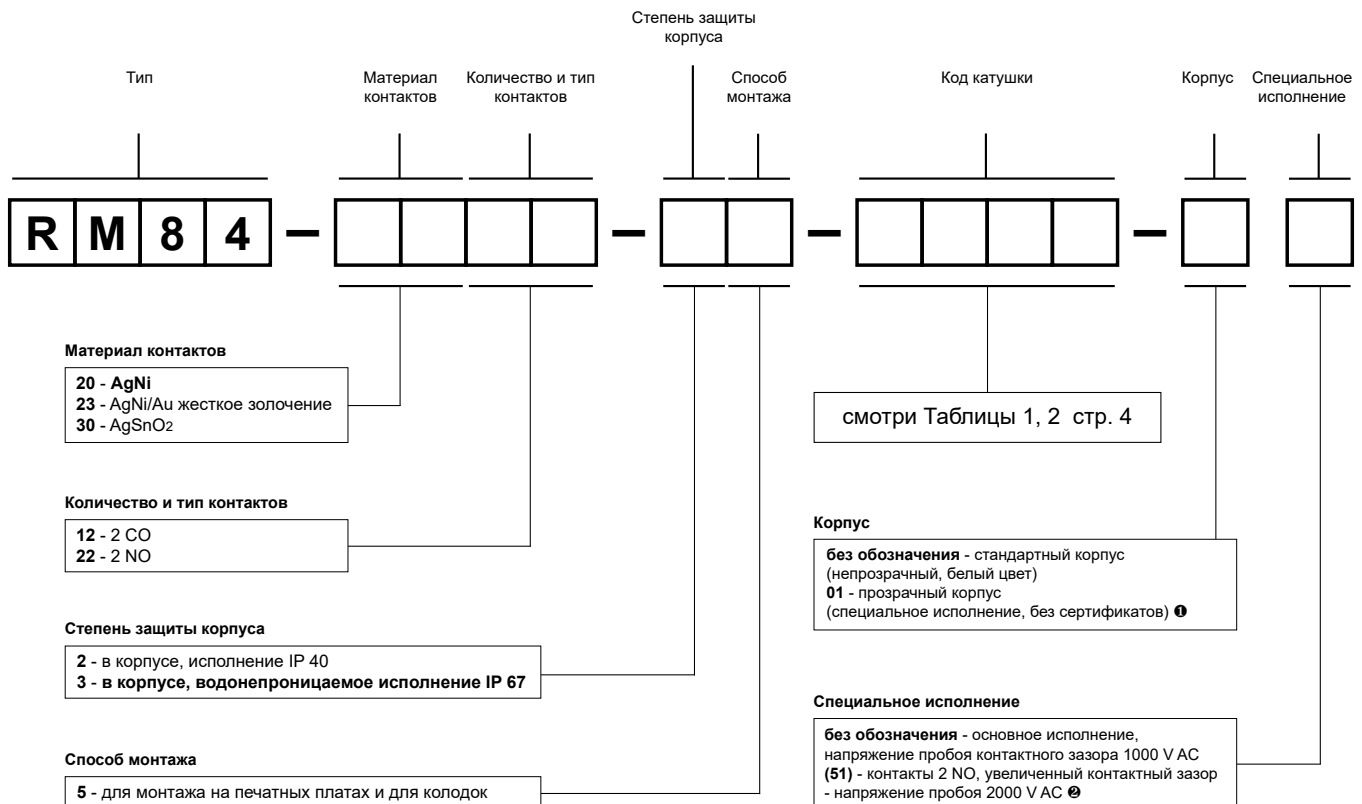 Степень защиты
корпуса
Тип
Материал
контактов
Количество и тип
контактов
Способ
монтажа
Код катушки
Корпус
Специальное
исполнение
R M 8 4 – – – –
Материал контактов
20 - AgNi
23 - AgNi/Au жесткое золочение
30 - AgSnO2
смотри Таблицы 1, 2 стр. 4
Количество и тип контактов
12 - 2 CO
22 - 2 NO
Корпус
без обозначения - стандартный корпус
(непрозрачный, белый цвет)
01 - прозрачный корпус
(специальное исполнение, без сертификатов) ❶
Степень защиты корпуса
2 - в корпусе, исполнение IP 40
3 - в корпусе, водонепроницаемое исполнение IP 67
Специальное исполнение
без обозначения - основное исполнение,
напряжение пробоя контактного зазора 1000 V AC
(51) - контакты 2 NO, увеличенный контактный зазор
- напряжение пробоя 2000 V AC ❷
Способ монтажа
5 - для монтажа на печатных платах и для колодок